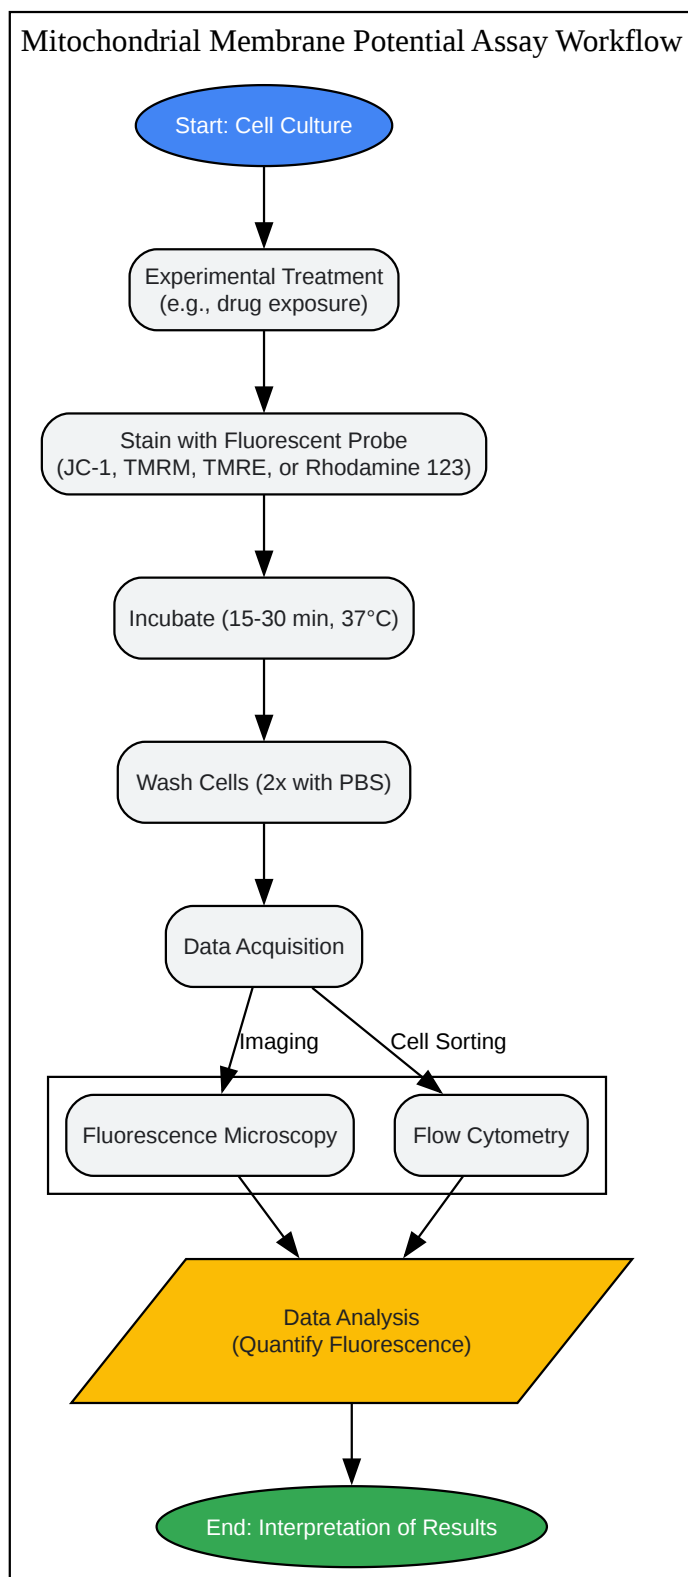 Mitochondrial Membrane Potential Assay Workflow
Start: Cell Culture
Experimental Treatment
(e.g., drug exposure)
Stain with Fluorescent Probe
(JC-1, TMRM, TMRE, or Rhodamine 123)
Incubate (15-30 min, 37°C)
Wash Cells (2x with PBS)
Data Acquisition
Imaging
Cell Sorting
Fluorescence Microscopy
Flow Cytometry
Data Analysis
(Quantify Fluorescence)
End: Interpretation of Results